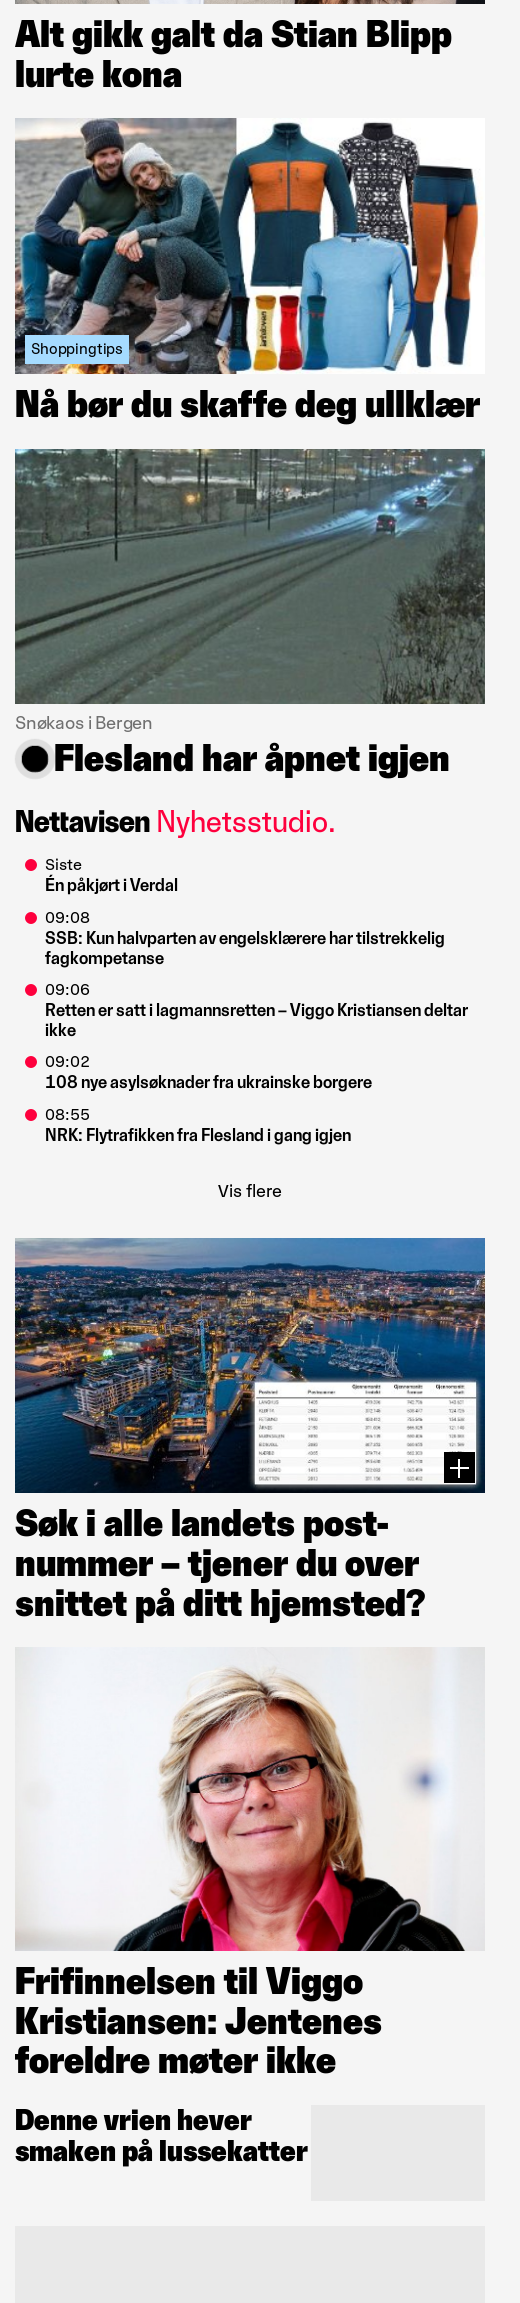 Alt gikk galt da Stian Blipp
lurte kona
Shoppingtips
Nå bør du skaffe deg ullklær
Snøkaos i Bergen
Flesland har åpnet igjen
Nettavisen Nyhetsstudio.
Siste
Én påkjørt i Verdal
09:08
SSB: Kun halvparten av engelsklærere har tilstrekkelig
fagkompetanse
09:06
Retten er satt i lagmannsretten – Viggo Kristiansen deltar
ikke
09:02
108 nye asylsøknader fra ukrainske borgere
08:55
NRK: Flytrafikken fra Flesland i gang igjen
Vis flere
Søk i alle landets post-
nummer – tjener du over
snittet på ditt hjemsted?
Frifinnelsen til Viggo
Kristiansen: Jentenes
foreldre møter ikke
Denne vrien hever
smaken på lussekatter